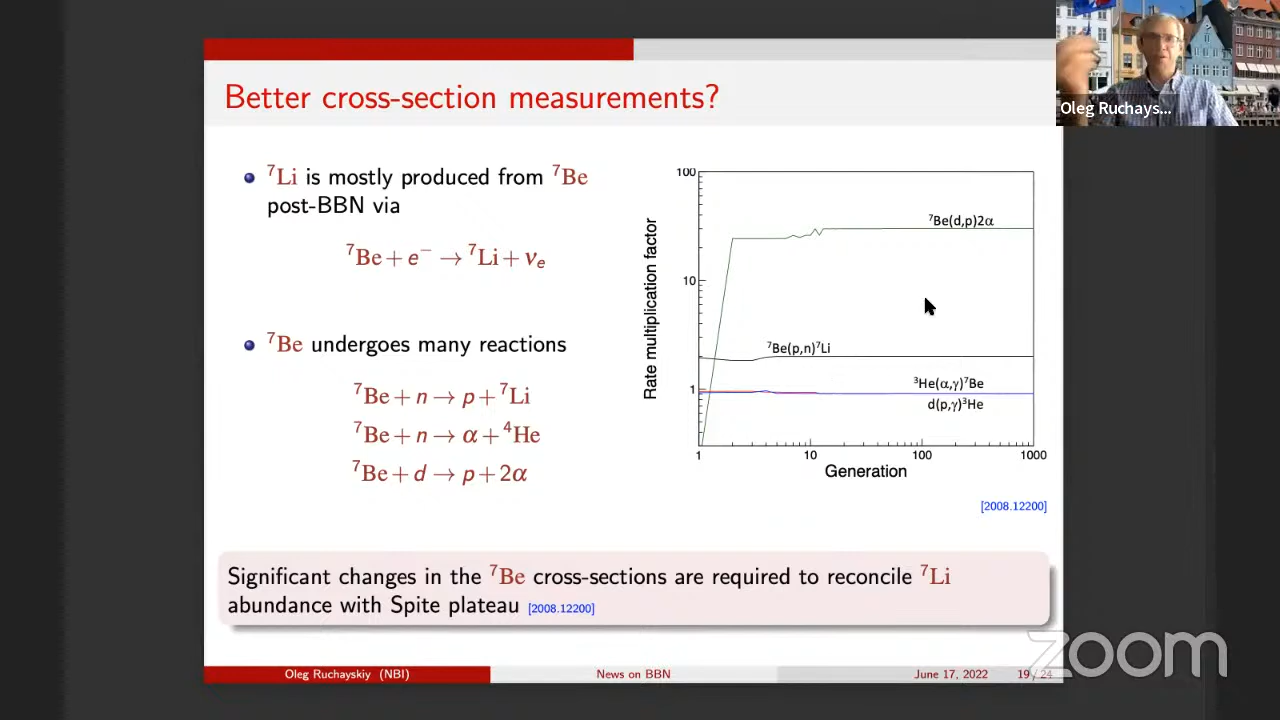 Better cross-section measurements?
Oleg Ruchays...
⁷Li is mostly produced from ⁷Be
post-BBN via
⁷Be + e⁻ → ⁷Li + νₑ
⁷Be undergoes many reactions
⁷Be + n → p + ⁷Li
⁷Be + n → α + ⁴He
⁷Be + d → p + 2α
Rate multiplication factor
100
10
1
⁷Be(d,p)2α
⁷Be(p,n)⁷Li
³He(α,γ)⁷Be
d(p,γ)³He
1 10 100 1000
Generation
[2008.12200]
Significant changes in the ⁷Be cross-sections are required to reconcile ⁷Li
abundance with Spite plateau [2008.12200]
Oleg Ruchayskiy (NBI) News on BBN June 17, 2022 19 / 24
zoom